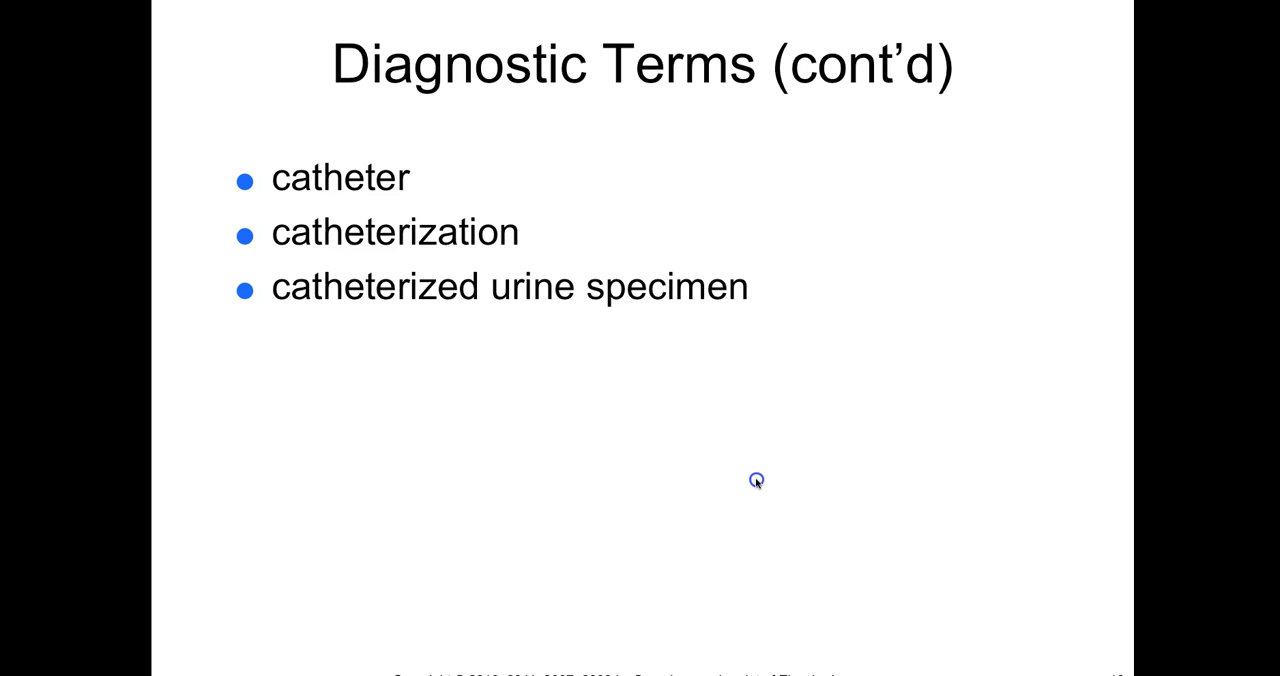 Diagnostic Terms (cont’d)
catheter
catheterization
catheterized urine specimen